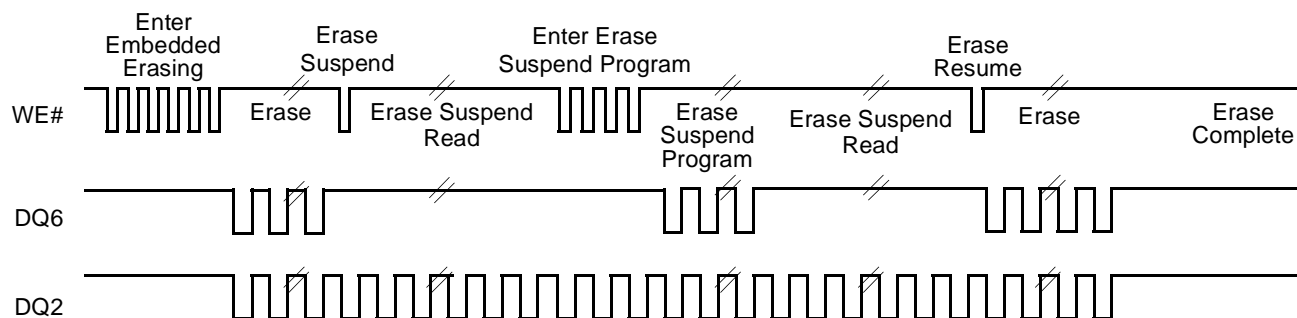 Enter
Embedded
Erasing
Erase
Suspend
Enter Erase
Suspend Program
Erase
Resume
WE#
Erase
Erase Suspend
Read
Erase
Suspend
Program
Erase Suspend
Read
Erase
Erase
Complete
DQ6
DQ2